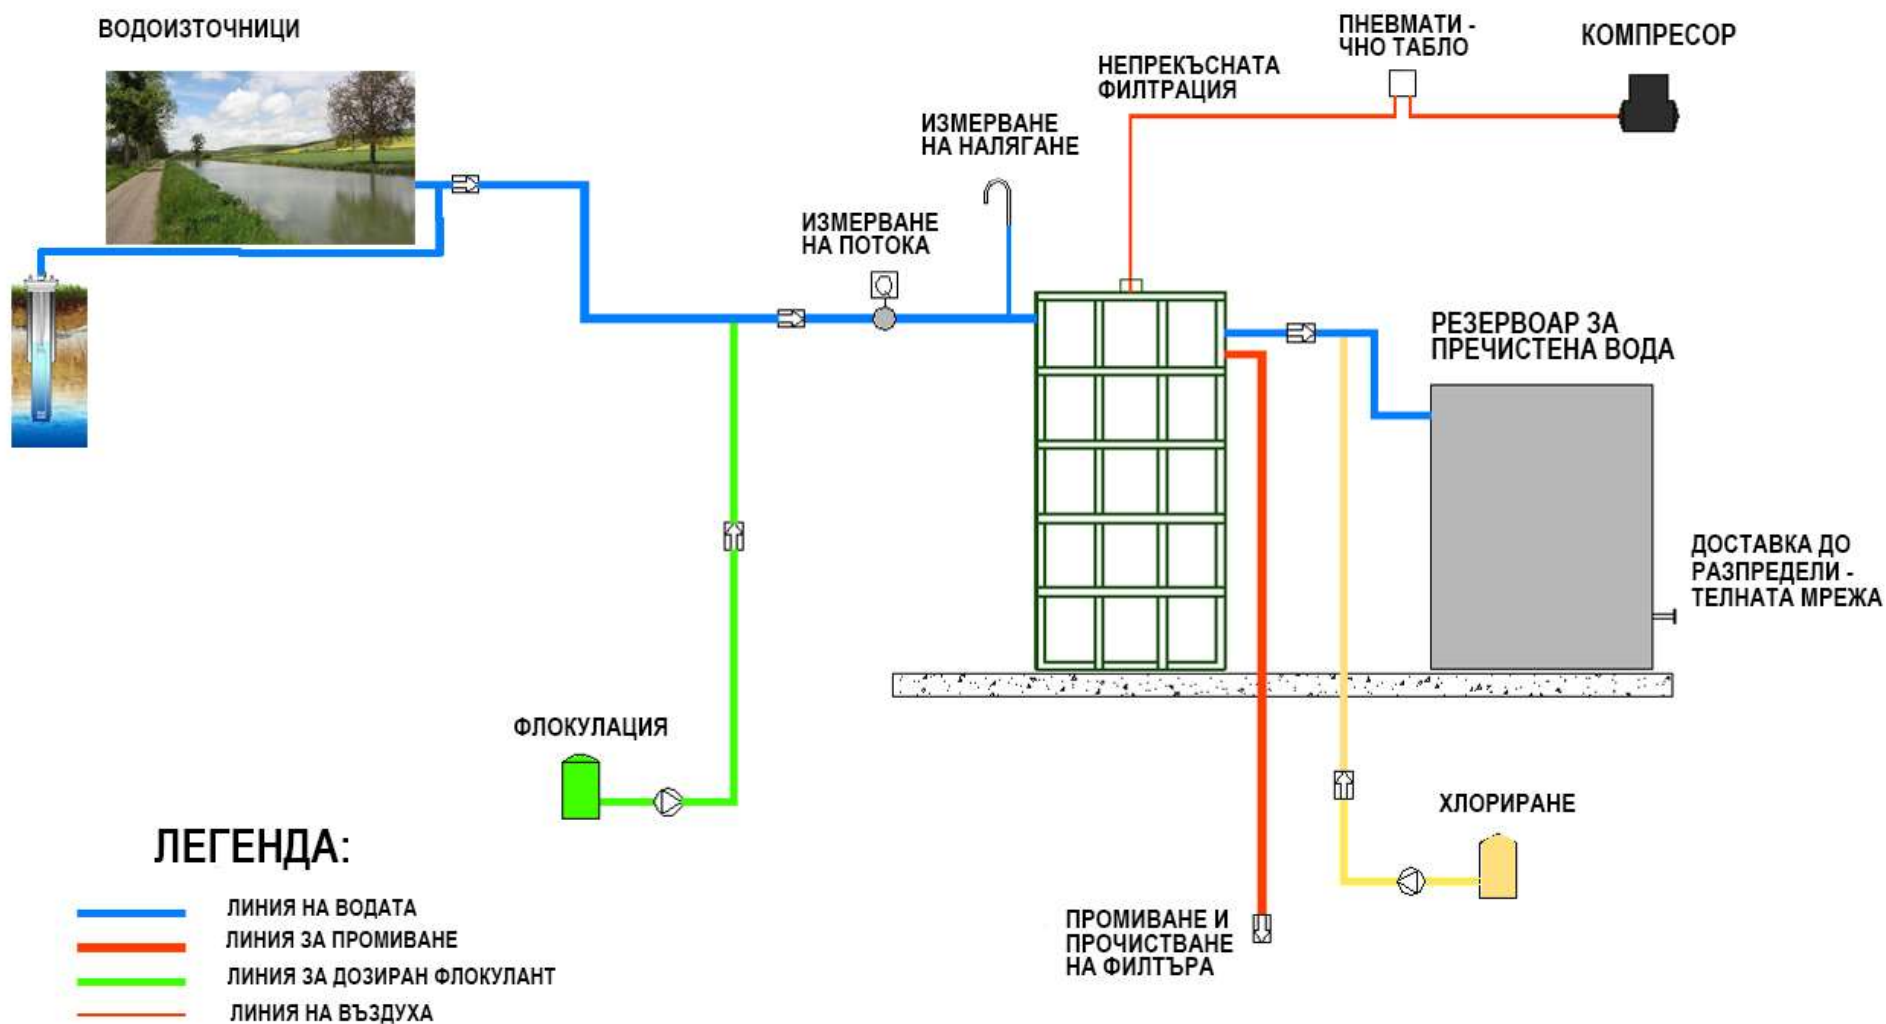 ВОДОИЗТОЧНИЦИ
ПНЕВМАТИ -
ЧНО ТАБЛО
КОМПРЕСОР
НЕПРЕКЪСНАТА
ФИЛТРАЦИЯ
ИЗМЕРВАНЕ
НА НАЛЯГАНЕ
ИЗМЕРВАНЕ
НА ПОТОКА
Q
РЕЗЕРВОАР ЗА
ПРЕЧИСТЕНА ВОДА
ДОСТАВКА ДО
РАЗПРЕДЕЛИ -
ТЕЛНАТА МРЕЖА
ФЛОКУЛАЦИЯ
ХЛОРИРАНЕ
ПРОМИВАНЕ И
ПРОЧИСТВАНЕ
НА ФИЛТЪРА
ЛЕГЕНДА:
ЛИНИЯ НА ВОДАТА
ЛИНИЯ ЗА ПРОМИВАНЕ
ЛИНИЯ ЗА ДОЗИРАН ФЛОКУЛАНТ
ЛИНИЯ НА ВЪЗДУХА